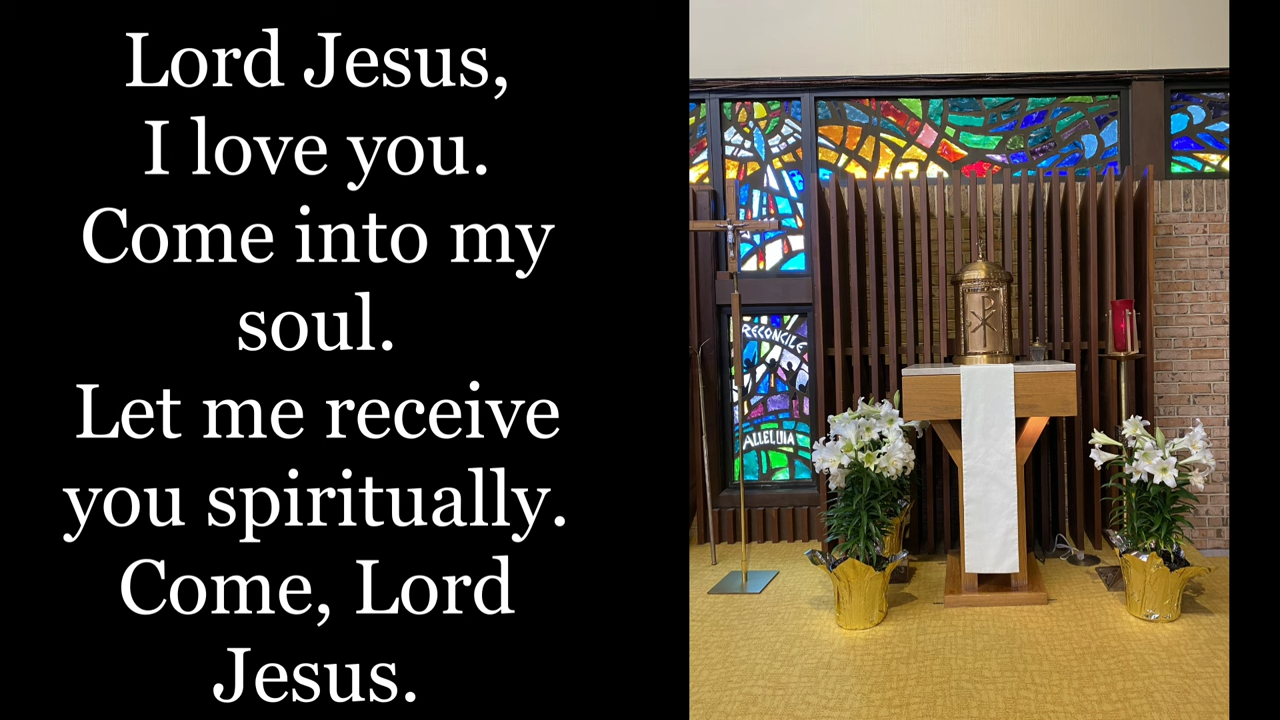 Lord Jesus,
I love you.
Come into my
soul.
Let me receive
you spiritually.
Come, Lord
Jesus.
RECONCILE
ALLELUIA